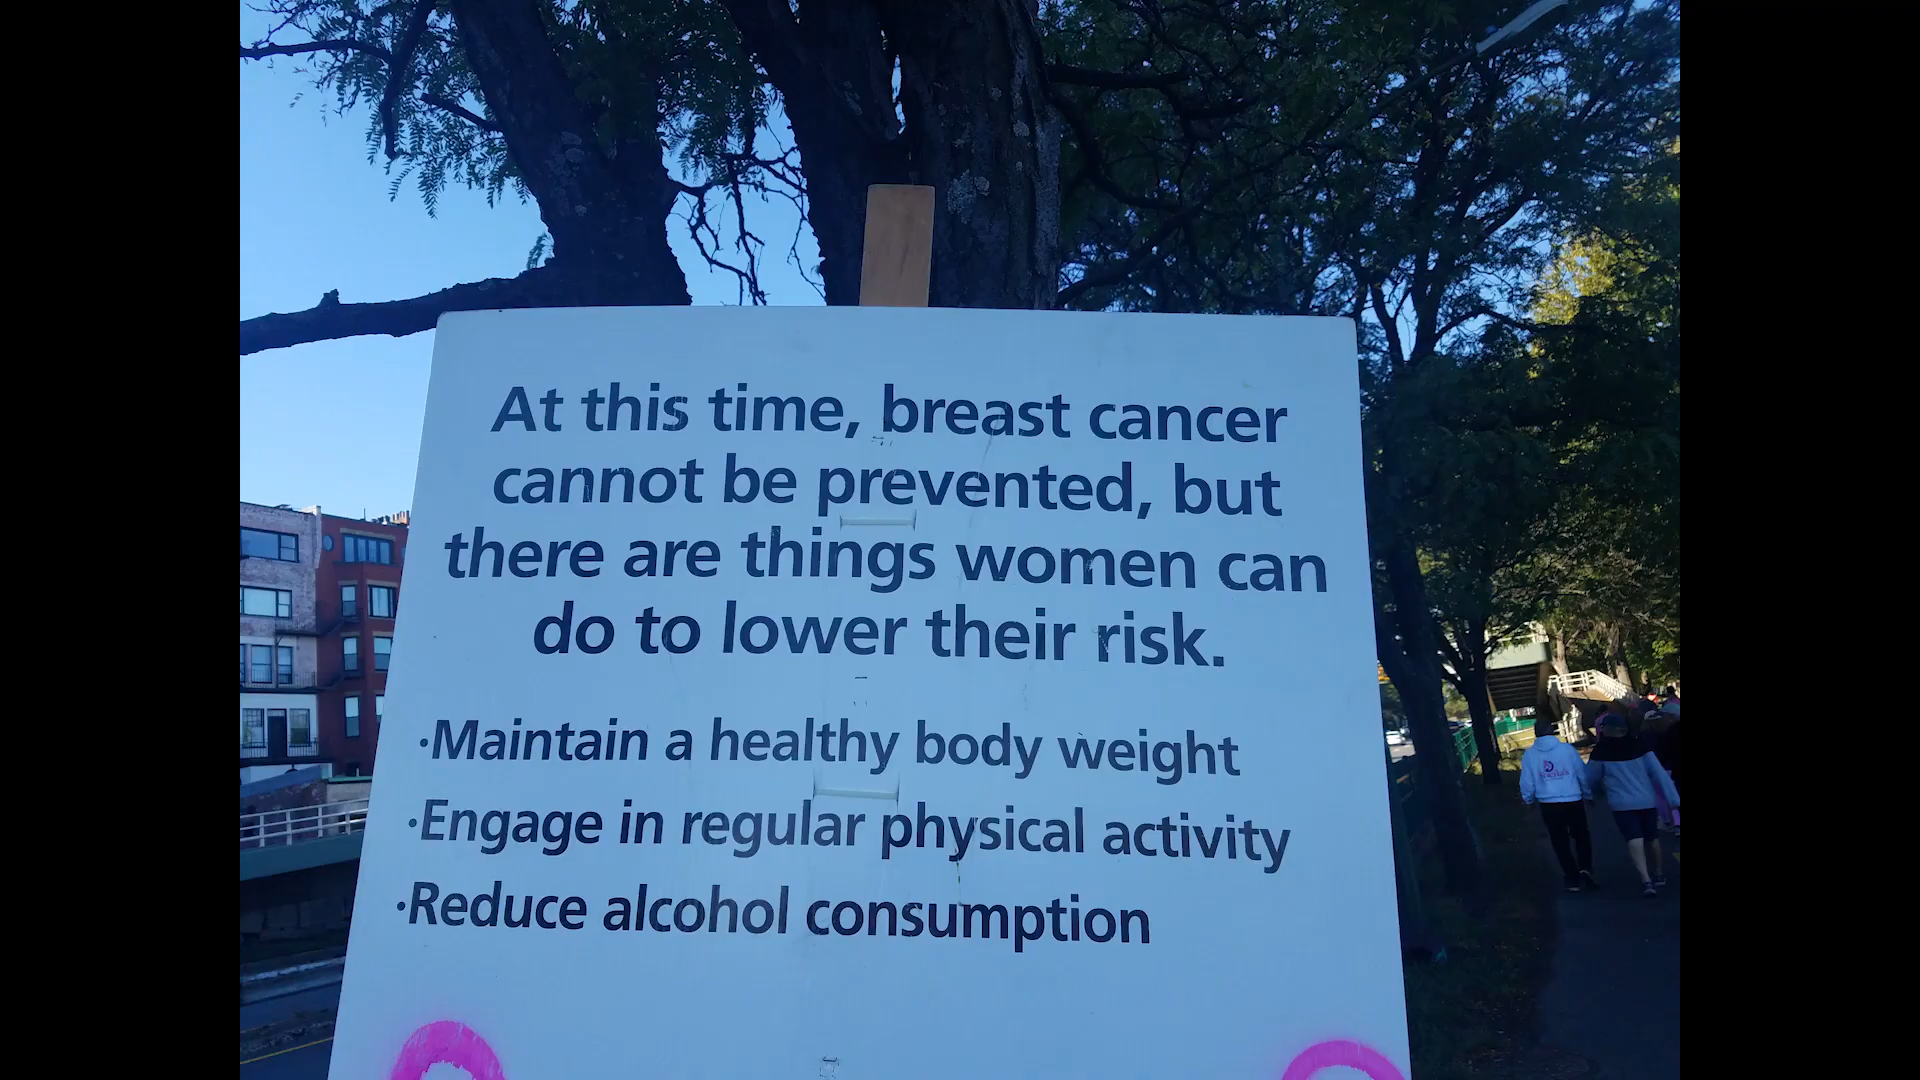 At this time, breast cancer
cannot be prevented, but
there are things women can
do to lower their risk.
·Maintain a healthy body weight
·Engage in regular physical activity
·Reduce alcohol consumption